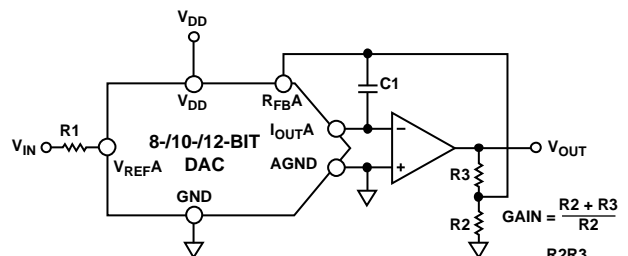 VDD
VDD
RFBA
C1
VIN
R1
VREFA
8-/10-/12-BIT
DAC
IOUTA
AGND
GND
VOUT
R3
R2
GAIN = R2 + R3
R2
R2R3